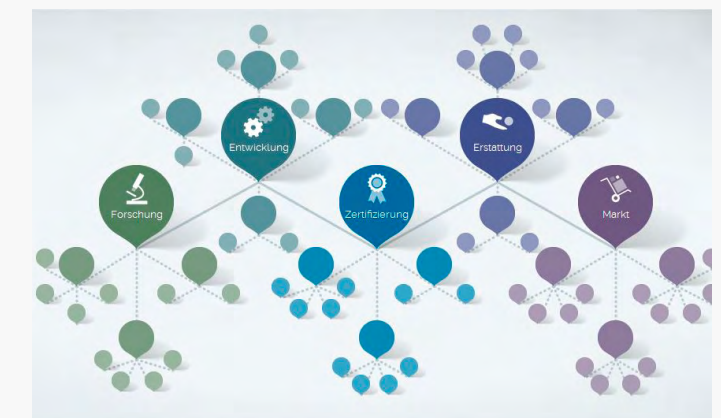 Entwicklung
Erstattung
Forschung
Zertifizierung
Markt